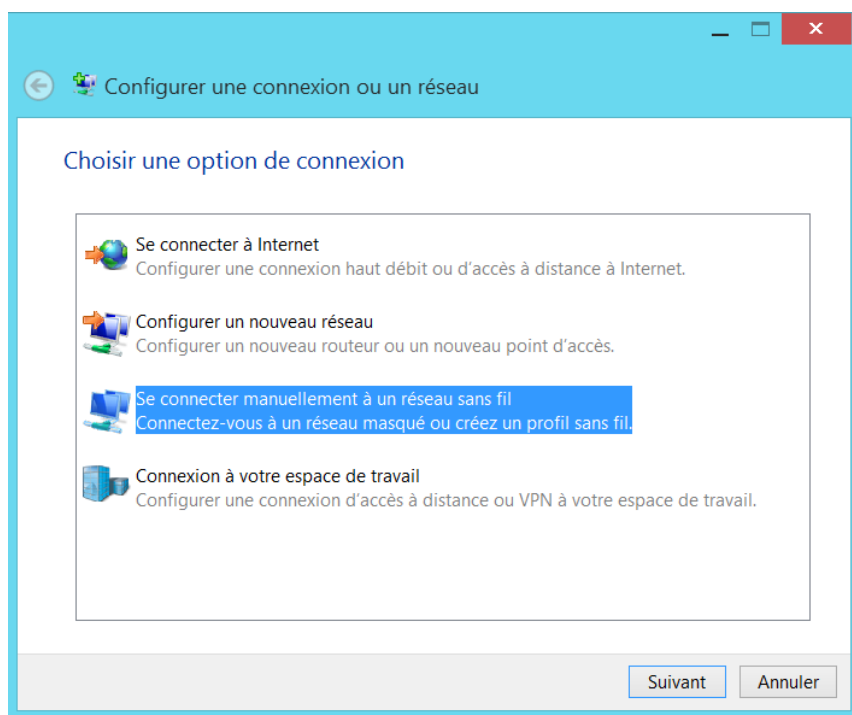 Configurer une connexion ou un réseau
Choisir une option de connexion
Se connecter à Internet
Configurer une connexion haut débit ou d'accès à distance à Internet.
Configurer un nouveau réseau
Configurer un nouveau routeur ou un nouveau point d'accès.
Se connecter manuellement à un réseau sans fil
Connectez-vous à un réseau masqué ou créez un profil sans fil.
Connexion à votre espace de travail
Configurer une connexion d'accès à distance ou VPN à votre espace de travail.
Suivant Annuler